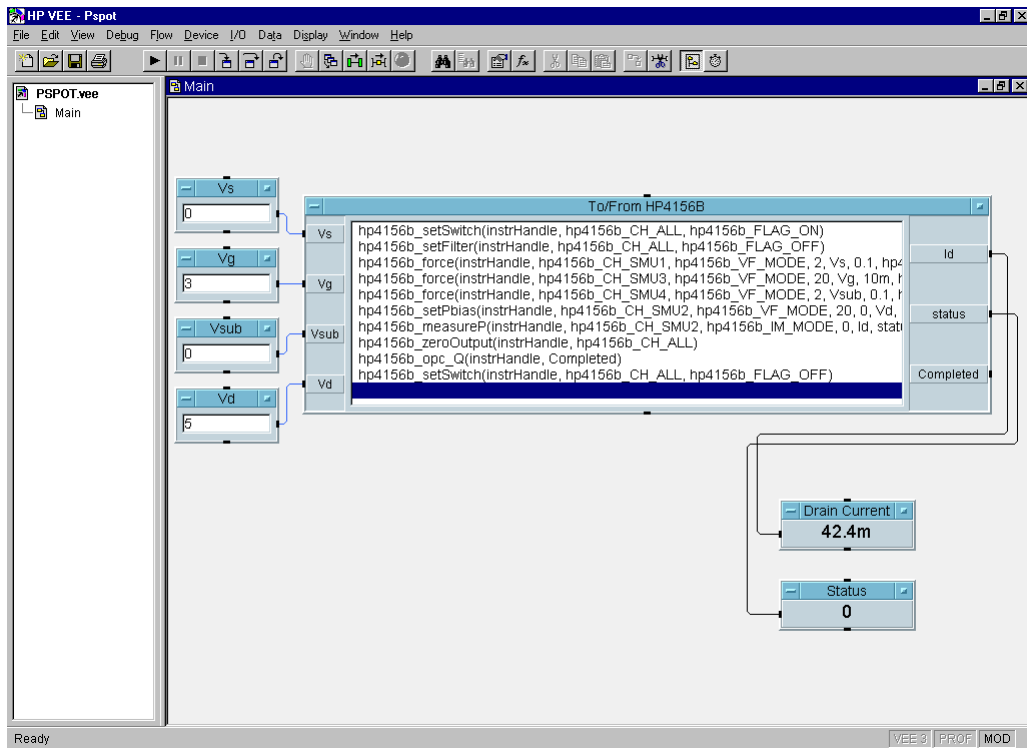 HP VEE - Pspot
File Edit View Debug Flow Device I/O Data Display Window Help
PSPOT.vee
Main
Main
Vs
0
Vg
3
Vsub
0
Vd
5
To/From HP4156B
Vs
Vg
Vsub
Vd
hp4156b_setSwitch(instrHandle, hp4156b_CH_ALL, hp4156b_FLAG_ON)
hp4156b_setFilter(instrHandle, hp4156b_CH_ALL, hp4156b_FLAG_OFF)
hp4156b_force(instrHandle, hp4156b_CH_SMU1, hp4156b_VF_MODE, 2, Vs, 0.1, hp4
hp4156b_force(instrHandle, hp4156b_CH_SMU3, hp4156b_VF_MODE, 20, Vg, 10m, h
hp4156b_force(instrHandle, hp4156b_CH_SMU4, hp4156b_VF_MODE, 2, Vsub, 0.1, h
hp4156b_setPbias(instrHandle, hp4156b_CH_SMU2, hp4156b_VF_MODE, 20, 0, Vd,
hp4156b_measureP(instrHandle, hp4156b_CH_SMU2, hp4156b_IM_MODE, 0, Id, stat
hp4156b_zeroOutput(instrHandle, hp4156b_CH_ALL)
hp4156b_opc_Q(instrHandle, Completed)
hp4156b_setSwitch(instrHandle, hp4156b_CH_ALL, hp4156b_FLAG_OFF)
Id
status
Completed
Drain Current
42.4m
Status
0
Ready
VEE 3 PROF MOD